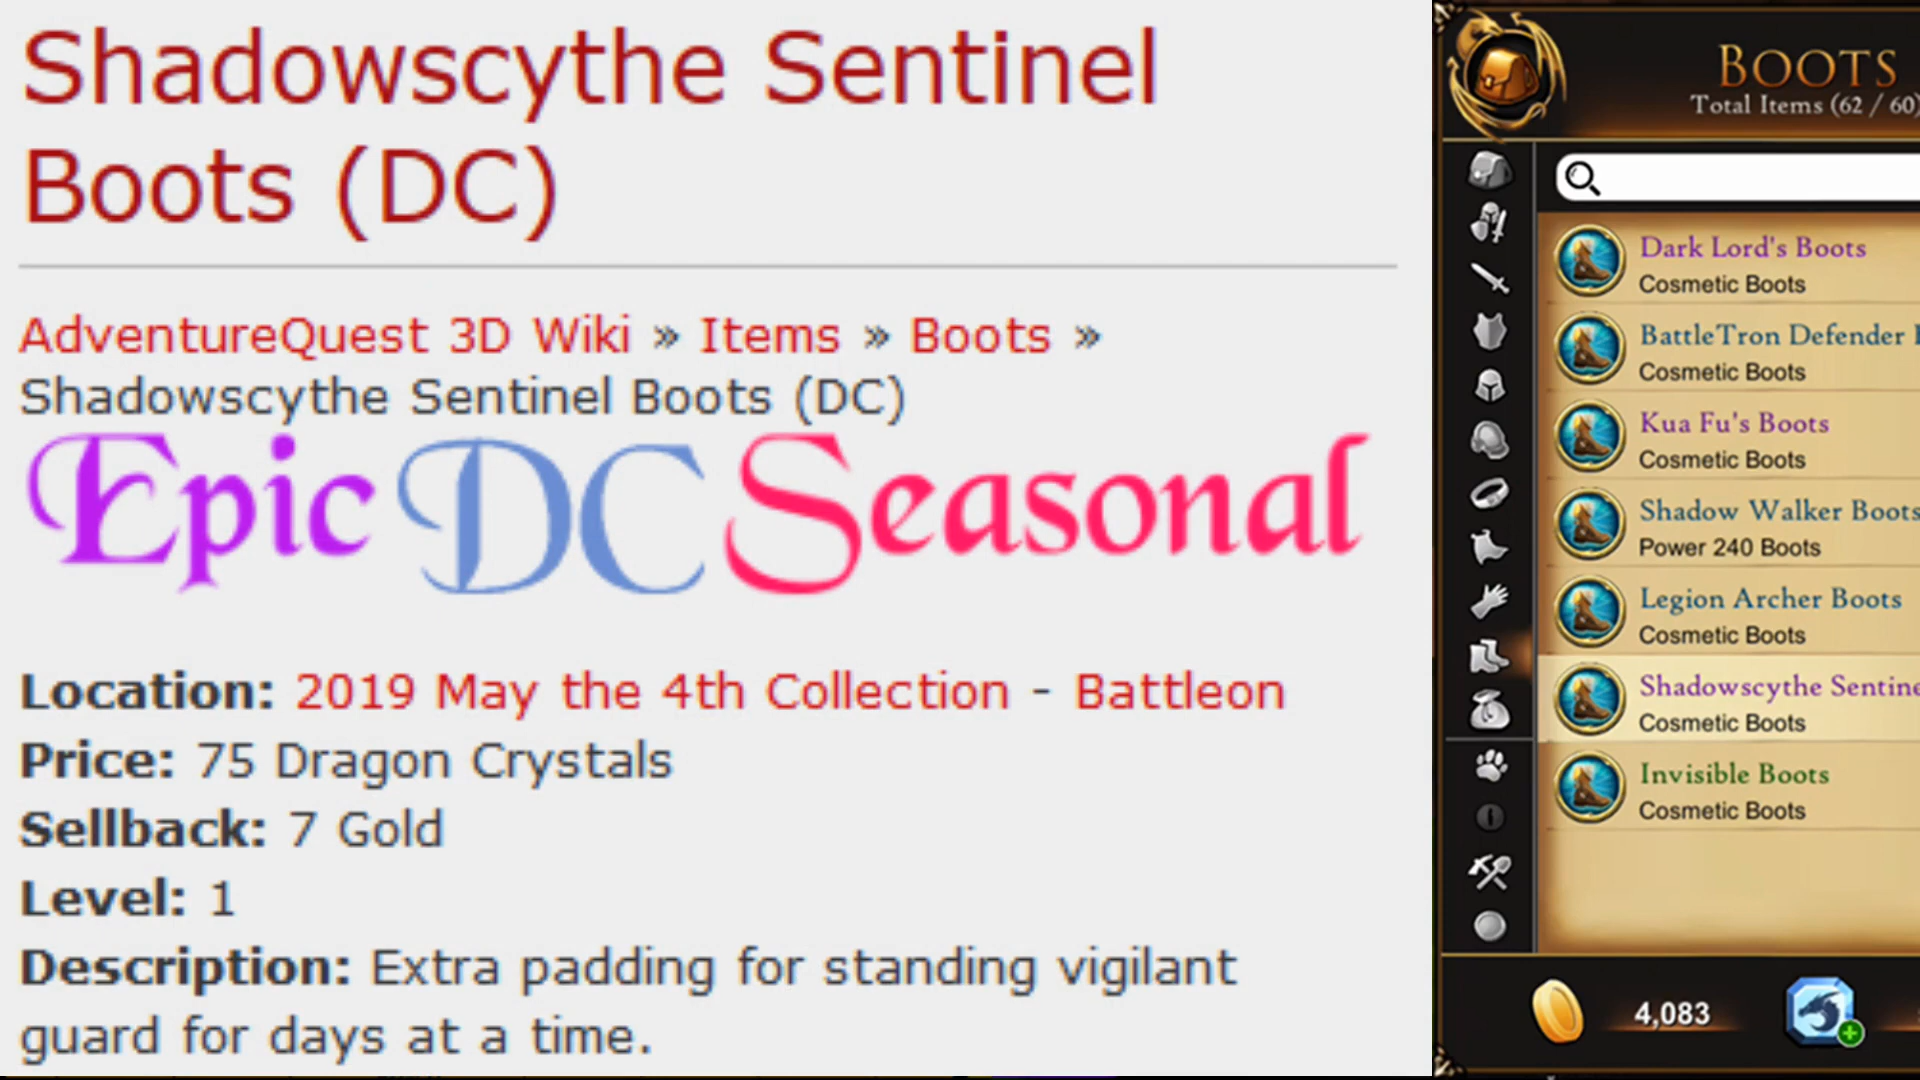 Shadowscythe Sentinel
Boots (DC)
AdventureQuest 3D Wiki » Items » Boots »
Shadowscythe Sentinel Boots (DC)
Epic DC Seasonal
Location: 2019 May the 4th Collection - Battleon
Price: 75 Dragon Crystals
Sellback: 7 Gold
Level: 1
Description: Extra padding for standing vigilant
guard for days at a time.
BOOTS
Total Items (62 / 60)
Dark Lord's Boots
Cosmetic Boots
BattleTron Defender
Cosmetic Boots
Kua Fu's Boots
Cosmetic Boots
Shadow Walker Boots
Power 240 Boots
Legion Archer Boots
Cosmetic Boots
Shadowscythe Sentine
Cosmetic Boots
Invisible Boots
Cosmetic Boots
4,083